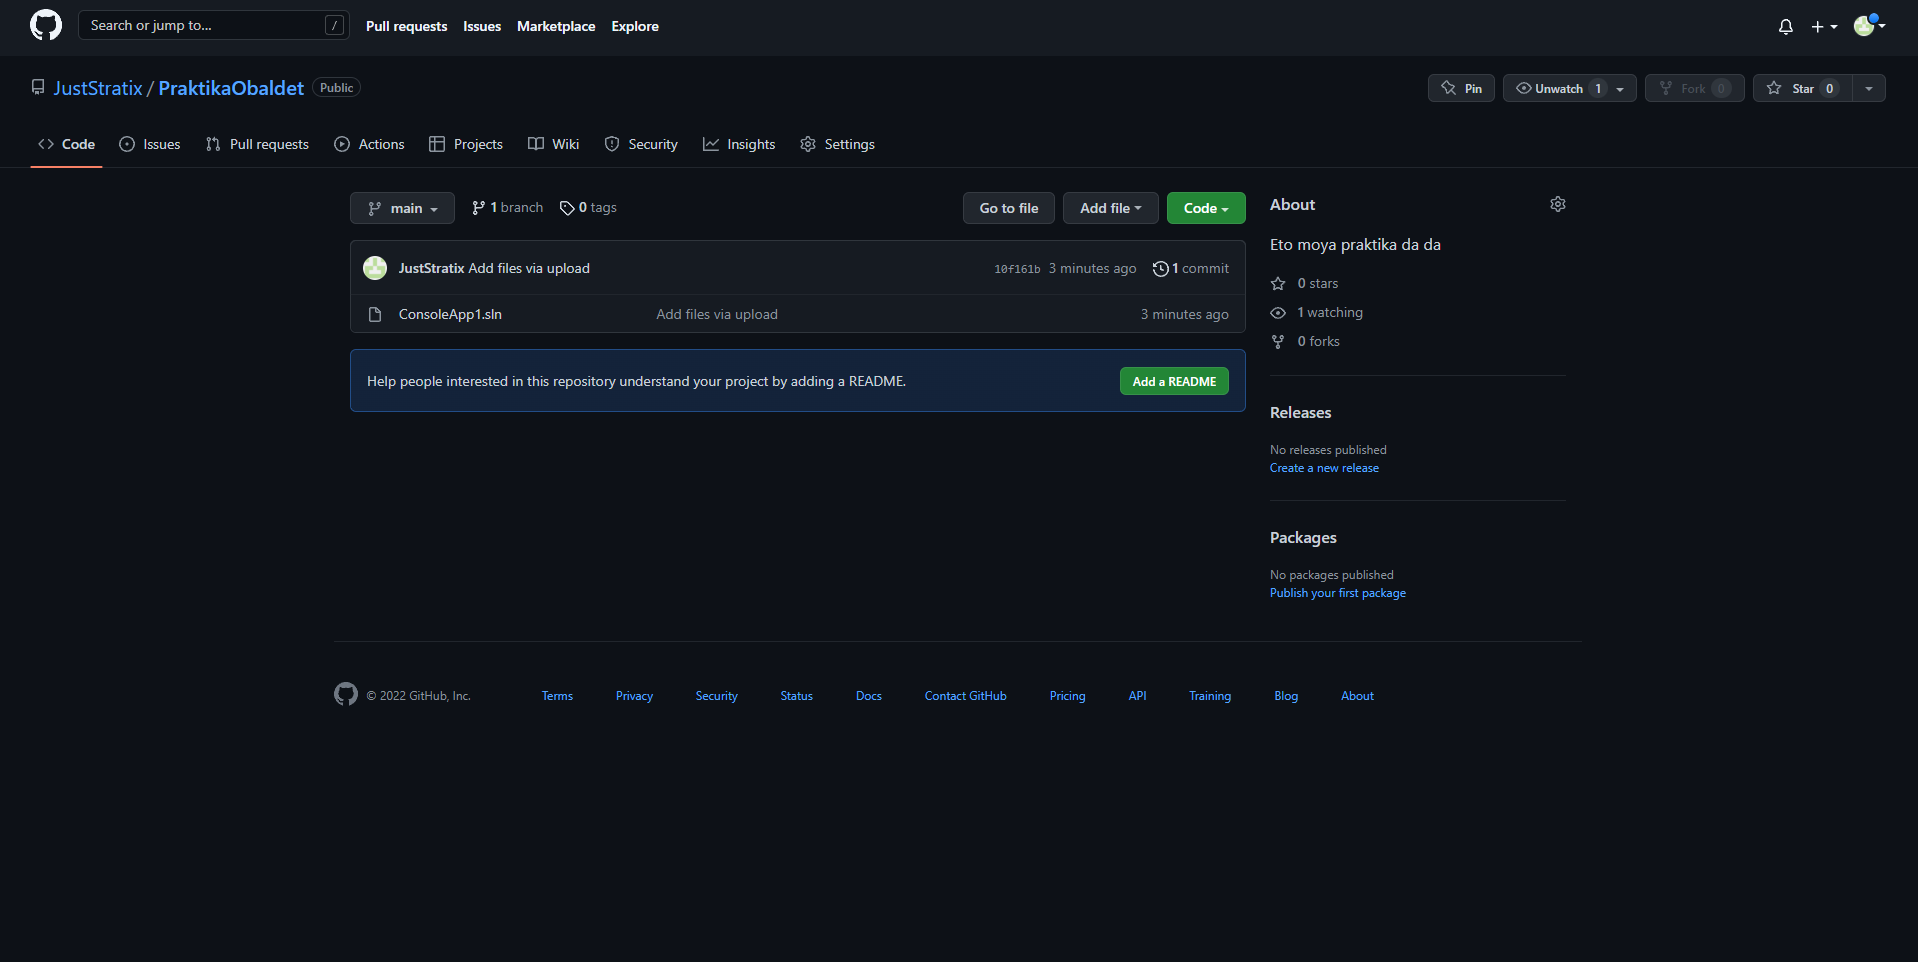 Search or jump to... / Pull requests Issues Marketplace Explore
JustStratix / PraktikaObaldet Public Pin Unwatch 1 Fork 0 Star 0
Code Issues Pull requests Actions Projects Wiki Security Insights Settings
main 1 branch 0 tags Go to file Add file Code
JustStratix Add files via upload 10f161b 3 minutes ago 1 commit
ConsoleApp1.sln Add files via upload 3 minutes ago
Help people interested in this repository understand your project by adding a README. Add a README
About
Eto moya praktika da da
0 stars
1 watching
0 forks
Releases
No releases published
Create a new release
Packages
No packages published
Publish your first package
© 2022 GitHub, Inc. Terms Privacy Security Status Docs Contact GitHub Pricing API Training Blog About